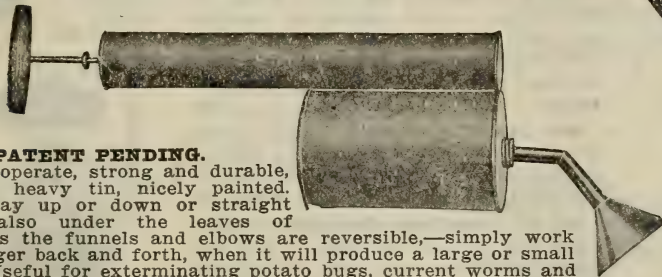 PATENT PENDING.
operate, strong and durable,
heavy tin, nicely painted.
ay up or down or straight
also under the leaves of
s the funnels and elbows are reversible,—simply work
ger back and forth, when it will produce a large or small
seful for exterminating potato bugs, current worms and